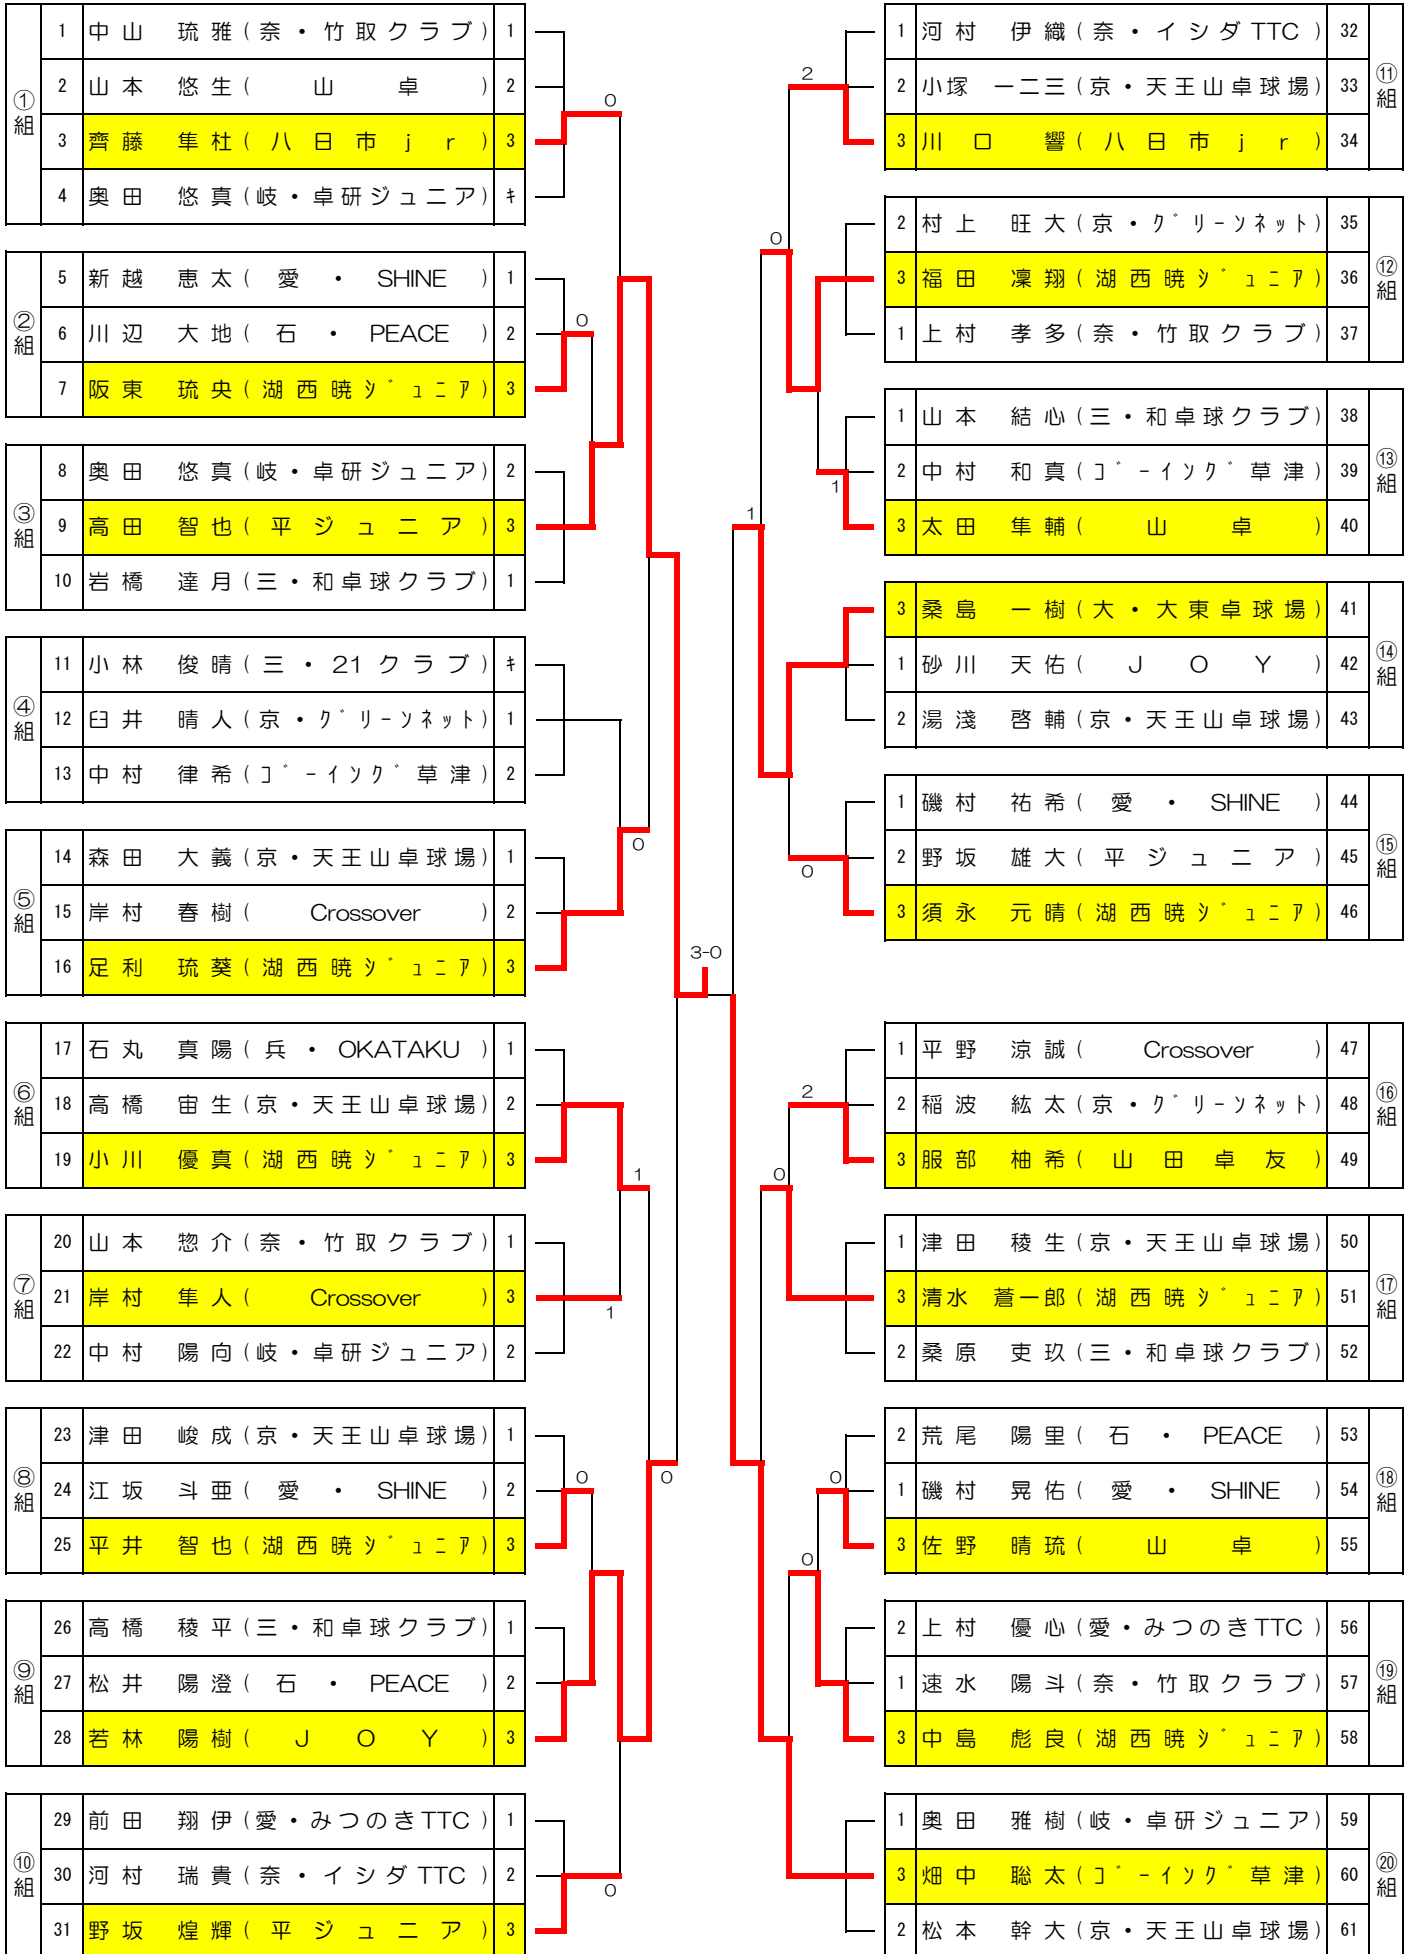 ①組
1 中山 琉雅(奈・竹取クラブ) 1
2 山本 悠生(山卓) 2
3 齊藤 隼杜(八日市jr) 3
4 奥田 悠真(岐・卓研ジュニア) ｷ
②組
5 新越 恵太(愛・SHINE) 1
6 川辺 大地(石・PEACE) 2
7 阪東 琉央(湖西暁ｼﾞｭﾆｱ) 3
③組
8 奥田 悠真(岐・卓研ジュニア) 2
9 高田 智也(平ジュニア) 3
10 岩橋 達月(三・和卓球クラブ) 1
④組
11 小林 俊晴(三・21クラブ) ｷ
12 臼井 晴人(京・ｸﾞﾘｰﾝﾈｯﾄ) 1
13 中村 律希(ｺﾞｰｲﾝｸﾞ草津) 2
⑤組
14 森田 大義(京・天王山卓球場) 1
15 岸村 春樹(Crossover) 2
16 足利 琉葵(湖西暁ｼﾞｭﾆｱ) 3
⑥組
17 石丸 真陽(兵・OKATAKU) 1
18 高橋 宙生(京・天王山卓球場) 2
19 小川 優真(湖西暁ｼﾞｭﾆｱ) 3
⑦組
20 山本 惣介(奈・竹取クラブ) 1
21 岸村 隼人(Crossover) 3
22 中村 陽向(岐・卓研ジュニア) 2
⑧組
23 津田 峻成(京・天王山卓球場) 1
24 江坂 斗亜(愛・SHINE) 2
25 平井 智也(湖西暁ｼﾞｭﾆｱ) 3
⑨組
26 高橋 稜平(三・和卓球クラブ) 1
27 松井 陽澄(石・PEACE) 2
28 若林 陽樹(JOY) 3
⑩組
29 前田 翔伊(愛・みつのきTTC) 1
30 河村 瑞貴(奈・イシダTTC) 2
31 野坂 煌輝(平ジュニア) 3
0
0
0
1
1
0
0
0
3-0
2
0
1
1
0
2
0
0
0
1 河村 伊織(奈・イシダTTC) 32
2 小塚 一二三(京・天王山卓球場) 33
3 川口 響(八日市jr) 34
⑪組
2 村上 旺大(京・ｸﾞﾘｰﾝﾈｯﾄ) 35
3 福田 凜翔(湖西暁ｼﾞｭﾆｱ) 36
1 上村 孝多(奈・竹取クラブ) 37
⑫組
1 山本 結心(三・和卓球クラブ) 38
2 中村 和真(ｺﾞｰｲﾝｸﾞ草津) 39
3 太田 隼輔(山卓) 40
⑬組
3 桑島 一樹(大・大東卓球場) 41
1 砂川 天佑(JOY) 42
2 湯淺 啓輔(京・天王山卓球場) 43
⑭組
1 磯村 祐希(愛・SHINE) 44
2 野坂 雄大(平ジュニア) 45
3 須永 元晴(湖西暁ｼﾞｭﾆｱ) 46
⑮組
1 平野 涼誠(Crossover) 47
2 稲波 紘太(京・ｸﾞﾘｰﾝﾈｯﾄ) 48
3 服部 柚希(山田卓友) 49
⑯組
1 津田 稜生(京・天王山卓球場) 50
3 清水 蒼一郎(湖西暁ｼﾞｭﾆｱ) 51
2 桑原 吏玖(三・和卓球クラブ) 52
⑰組
2 荒尾 陽里(石・PEACE) 53
1 磯村 晃佑(愛・SHINE) 54
3 佐野 晴琉(山卓) 55
⑱組
2 上村 優心(愛・みつのきTTC) 56
1 速水 陽斗(奈・竹取クラブ) 57
3 中島 彪良(湖西暁ｼﾞｭﾆｱ) 58
⑲組
1 奥田 雅樹(岐・卓研ジュニア) 59
3 畑中 聡太(ｺﾞｰｲﾝｸﾞ草津) 60
2 松本 幹大(京・天王山卓球場) 61
⑳組